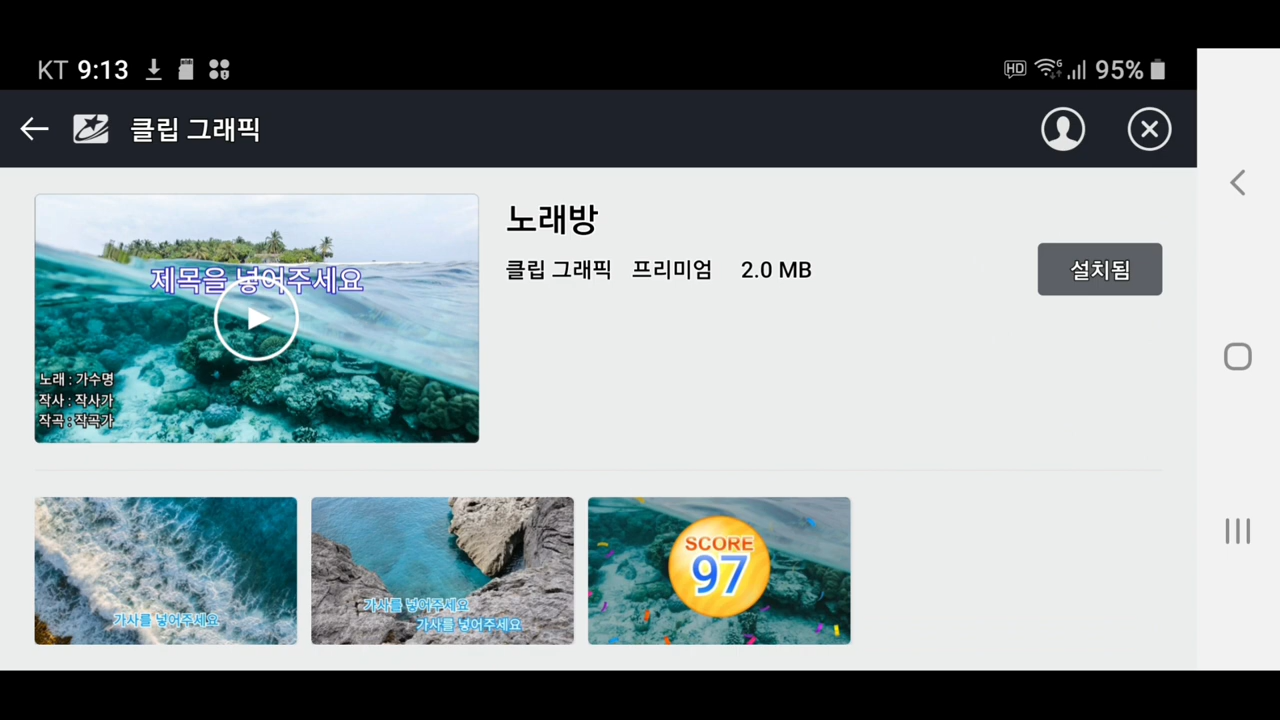 KT 9:13
HD
95%
클립 그래픽
제목을 넣어주세요
노래 : 가수명
작사 : 작사가
작곡 : 작곡가
노래방
클립 그래픽 프리미엄 2.0 MB
설치됨
가사를 넣어주세요
가사를 넣어주세요
가사를 넣어주세요
SCORE
97